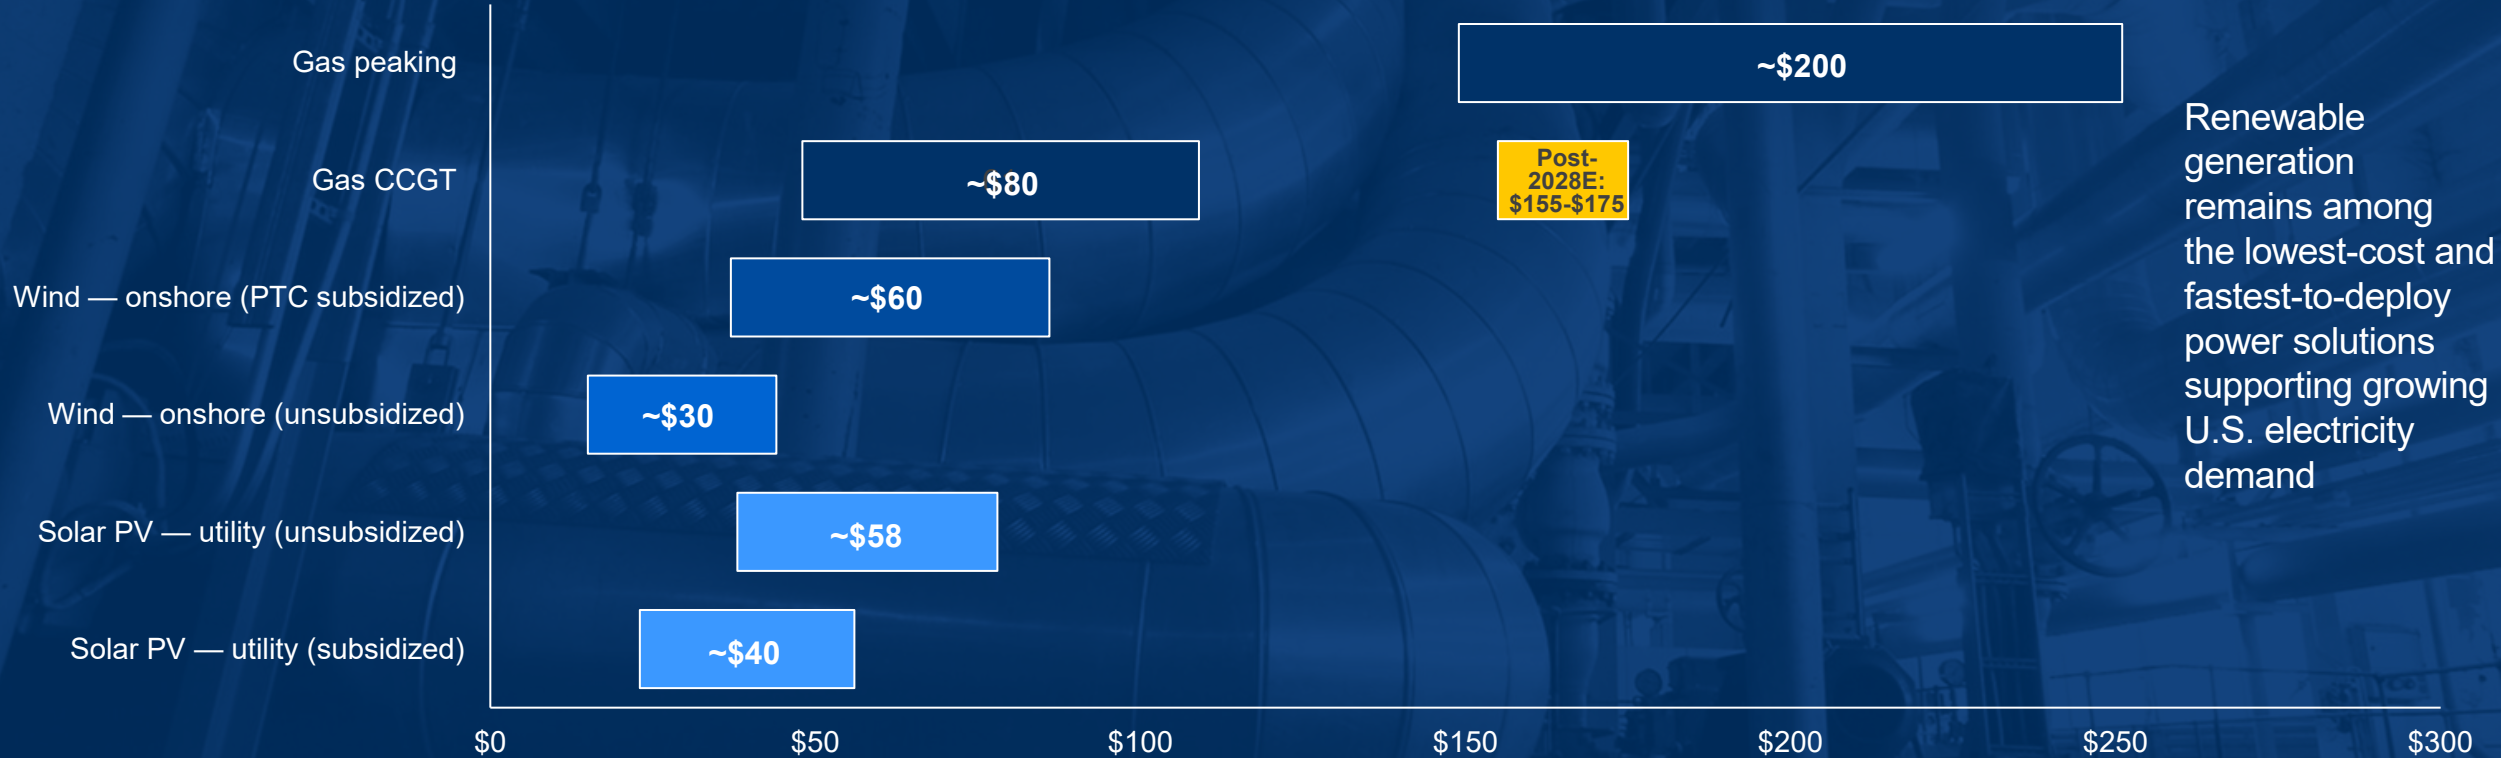 Gas peaking
~$200
Gas CCGT
~$80
Post-
2028E:
$155-$175
Wind — onshore (PTC subsidized)
~$60
Wind — onshore (unsubsidized)
~$30
Solar PV — utility (unsubsidized)
~$58
Solar PV — utility (subsidized)
~$40
$0
$50
$100
$150
$200
$250
$300
Renewable
generation
remains among
the lowest-cost and
fastest-to-deploy
power solutions
supporting growing
U.S. electricity
demand